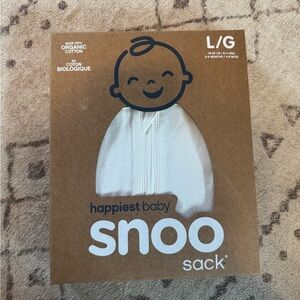 MADE WITH
ORGANIC
COTTON
EN
COTON
BIOLOGIQUE
L/G
happiest baby
snoo
sack